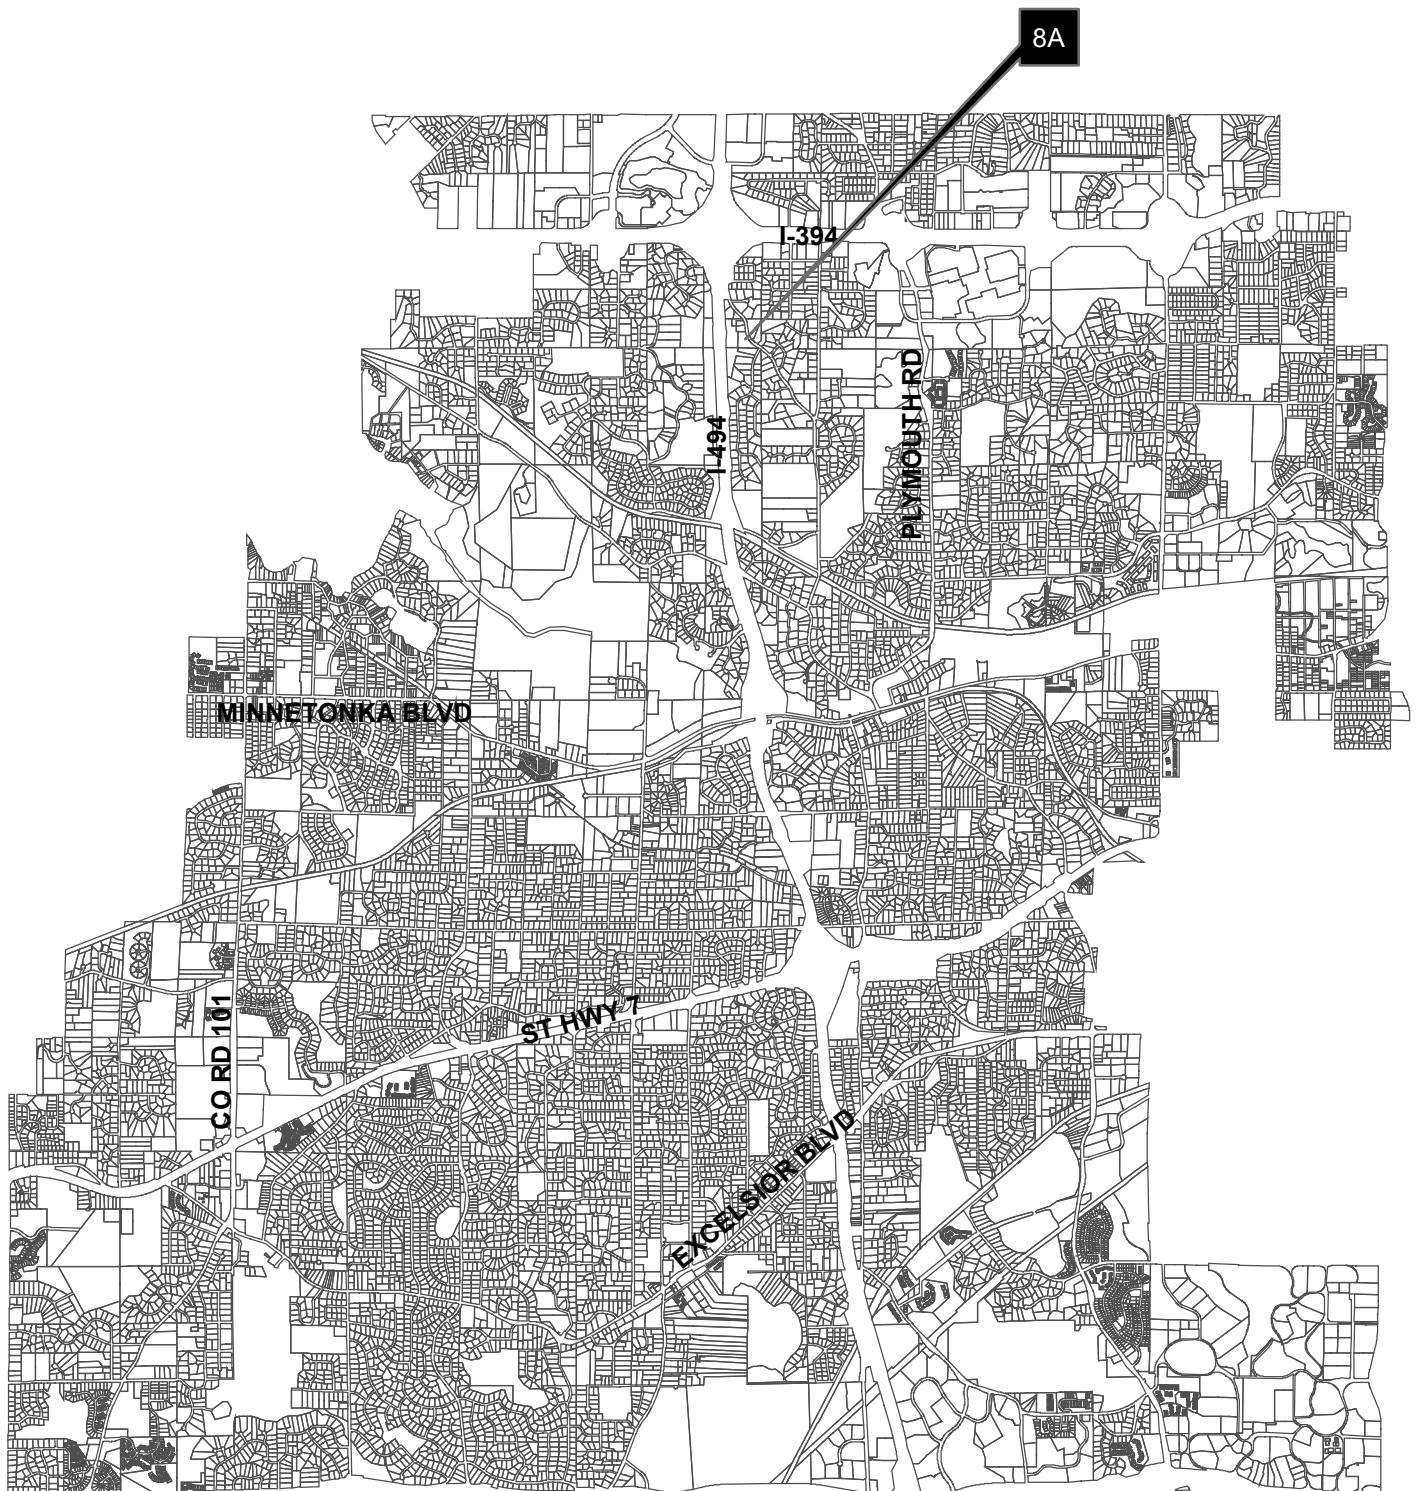 8A
I-394
PLYMOUTH RD
I-494
MINNETONKA BLVD
ST HWY 7
CO RD 101
EXCELSIOR BLVD